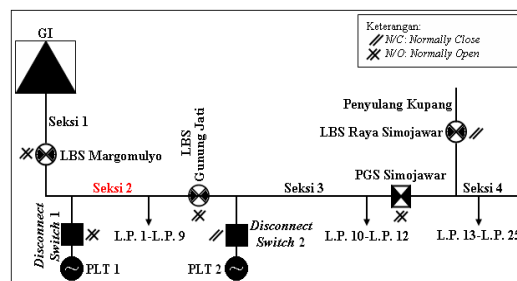 GI
Keterangan:
N/C: Normally Close
N/O: Normally Open
Seksi 1
LBS Margomulyo
LBS
Gunung Jati
Penyulang Kupang
LBS Raya Simojawar
PGS Simojawar
Seksi 2
Seksi 3
Seksi 4
Disconnect
Switch 1
L.P. 1-L.P. 9
Disconnect
Switch 2
L.P. 10-L.P. 12
L.P. 13-L.P. 25
PLT 1
PLT 2